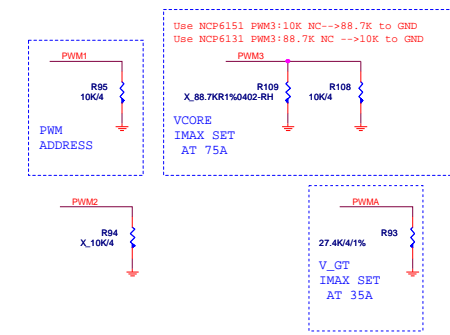 Use NCP6151 PWM3:10K NC-->88.7K to GND
Use NCP6131 PWM3:88.7K NC -->10K to GND
PWM1
PWM3
R95
10K/4
R109
X_88.7KR1%0402-RH
R108
10K/4
PWM
ADDRESS
VCORE
IMAX SET
AT 75A
PWM2
PWMA
R94
X_10K/4
R93
27.4K/4/1%
V_GT
IMAX SET
AT 35A